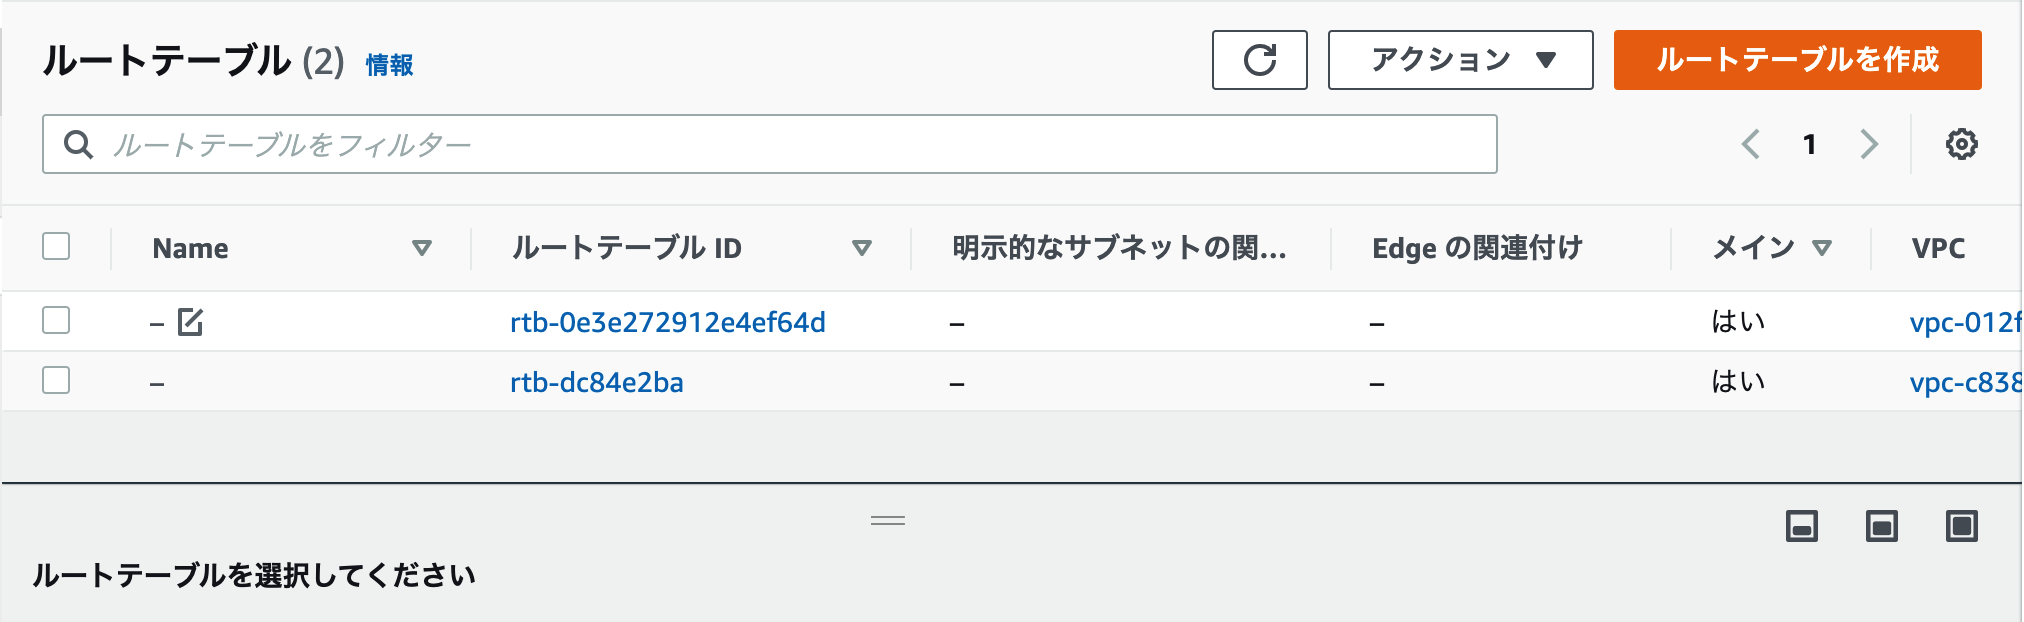 ルートテーブル (2) 情報
アクション ルートテーブルを作成
ルートテーブルをフィルター
1
Name ルートテーブル ID 明示的なサブネットの関... Edge の関連付け メイン VPC
– rtb-0e3e272912e4ef64d – – はい vpc-012f
– rtb-dc84e2ba – – はい vpc-c838
ルートテーブルを選択してください